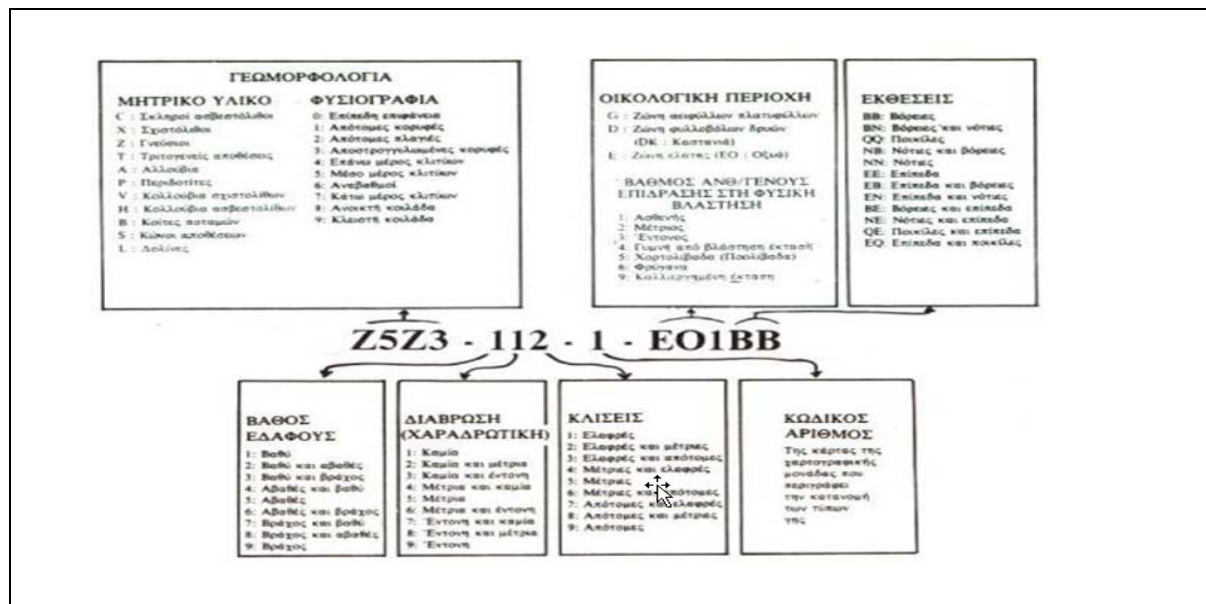 ΓΕΩΜΟΡΦΟΛΟΓΙΑ
ΜΗΤΡΙΚΟ ΥΛΙΚΟ
C : Σκληροί ασβεστόλιθοι
X : Σχιστόλιθοι
Z : Γνεύσιοι
T : Τριτογενείς αποθέσεις
A : Αλλούβια
P : Περιδοτίτες
V : Κολλούβια σχιστολίθων
H : Κολλούβια ασβεστολίθων
B : Κοίτες ποταμών
S : Κώνοι αποθέσεων
L : Δολίνες
ΦΥΣΙΟΓΡΑΦΙΑ
0: Επίπεδη επιφάνεια
1: Απότομες κορυφές
2: Απότομες πλαγιές
3: Αποστρογγυλωμένες κορυφές
4: Επάνω μέρος κλιτύων
5: Μέσο μέρος κλιτύων
6: Αναβαθμοί
7: Κάτω μέρος κλιτύων
8: Ανοικτή κοιλάδα
9: Κλειστή κοιλάδα
ΟΙΚΟΛΟΓΙΚΗ ΠΕΡΙΟΧΗ
G : Ζώνη αειφύλλων πλατυφύλλων
D : Ζώνη φυλλοβόλων δρυών
(DK : Καστανιά)
E : Ζώνη ελάτης (EO : Οξυά)
ΒΑΘΜΟΣ ΑΝΘ/ΓΕΝΟΥΣ
ΕΠΙΔΡΑΣΗΣ ΣΤΗ ΦΥΣΙΚΗ
ΒΛΑΣΤΗΣΗ
1: Ασθενής
2: Μέτριος
3: Έντονος
4: Γυμνή από βλάστηση έκταση
5: Χορτολίβαδα (Ποολίβαδα)
6: Φρύγανα
9: Καλλιεργημένη έκταση
ΕΚΘΕΣΕΙΣ
BB: Βόρειες
BN: Βόρειες και νότιες
QQ: Ποικίλες
NB: Νότιες και βόρειες
NN: Νότιες
EE: Επίπεδα
EB: Επίπεδα και βόρειες
EN: Επίπεδα και νότιες
BE: Βόρειες και επίπεδα
NE: Νότιες και επίπεδα
QE: Ποικίλες και επίπεδα
EQ: Επίπεδα και ποικίλες
Z5Z3 - 112 - 1 - EO1BB
ΒΑΘΟΣ
ΕΔΑΦΟΥΣ
1: Βαθύ
2: Βαθύ και αβαθές
3: Βαθύ και βράχος
4: Αβαθές και βαθύ
5: Αβαθές
6: Αβαθές και βράχος
7: Βράχος και βαθύ
8: Βράχος και αβαθές
9: Βράχος
ΔΙΑΒΡΩΣΗ
(ΧΑΡΑΔΡΩΤΙΚΗ)
1: Καμία
2: Καμία και μέτρια
3: Καμία και έντονη
4: Μέτρια και καμία
5: Μέτρια
6: Μέτρια και έντονη
7: Έντονη και καμία
8: Έντονη και μέτρια
9: Έντονη
ΚΛΙΣΕΙΣ
1: Ελαφρές
2: Ελαφρές και μέτριες
3: Ελαφρές και απότομες
4: Μέτριες και ελαφρές
5: Μέτριες
6: Μέτριες και απότομες
7: Απότομες και ελαφρές
8: Απότομες και μέτριες
9: Απότομες
ΚΩΔΙΚΟΣ
ΑΡΙΘΜΟΣ
Της κάρτας της
χαρτογραφικής
μονάδας που
περιγράφει
την κατανομή
των τύπων
γης